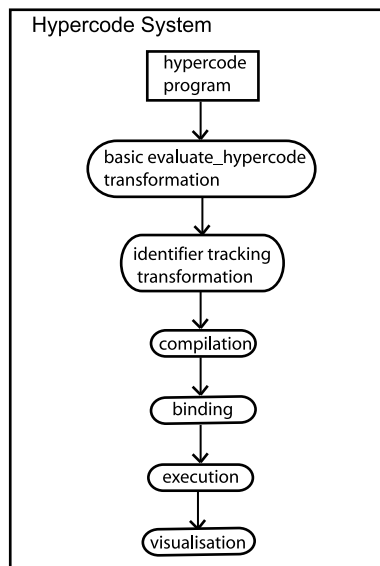 Hypercode System
hypercode
program
basic evaluate_hypercode
transformation
identifier tracking
transformation
compilation
binding
execution
visualisation